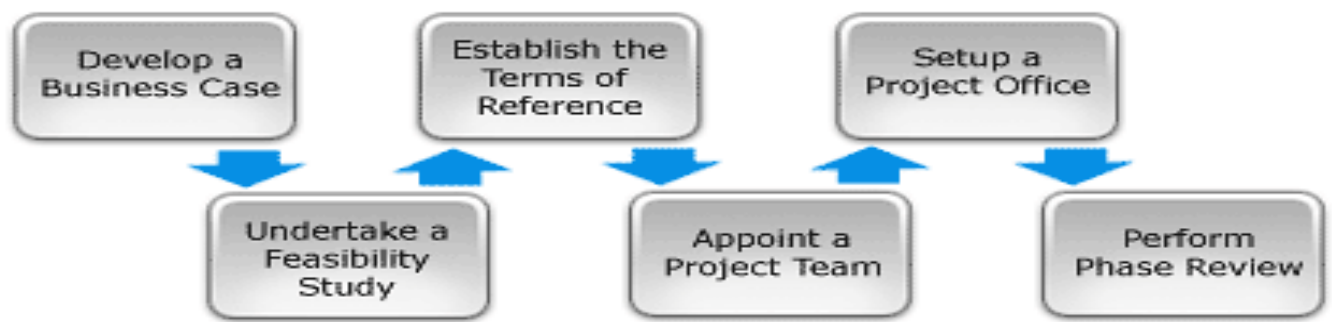 Develop a
Business Case
Undertake a
Feasibility
Study
Establish the
Terms of
Reference
Appoint a
Project Team
Setup a
Project Office
Perform
Phase Review